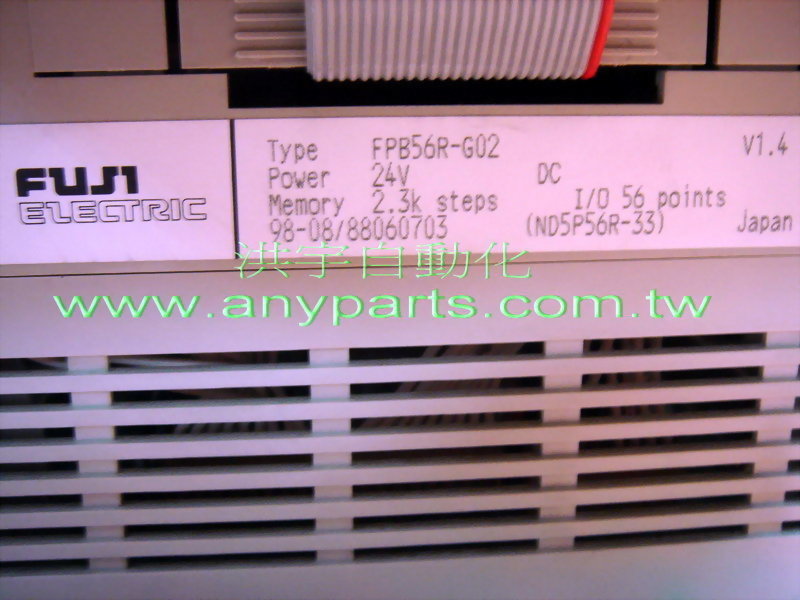 FUJI
ELECTRIC
Type FPB56R-G02 V1.4
Power 24V DC
Memory 2.3k steps I/O 56 points
98-08/88060703 (ND5P56R-33) Japan
洪宇自動化
www.anyparts.com.tw